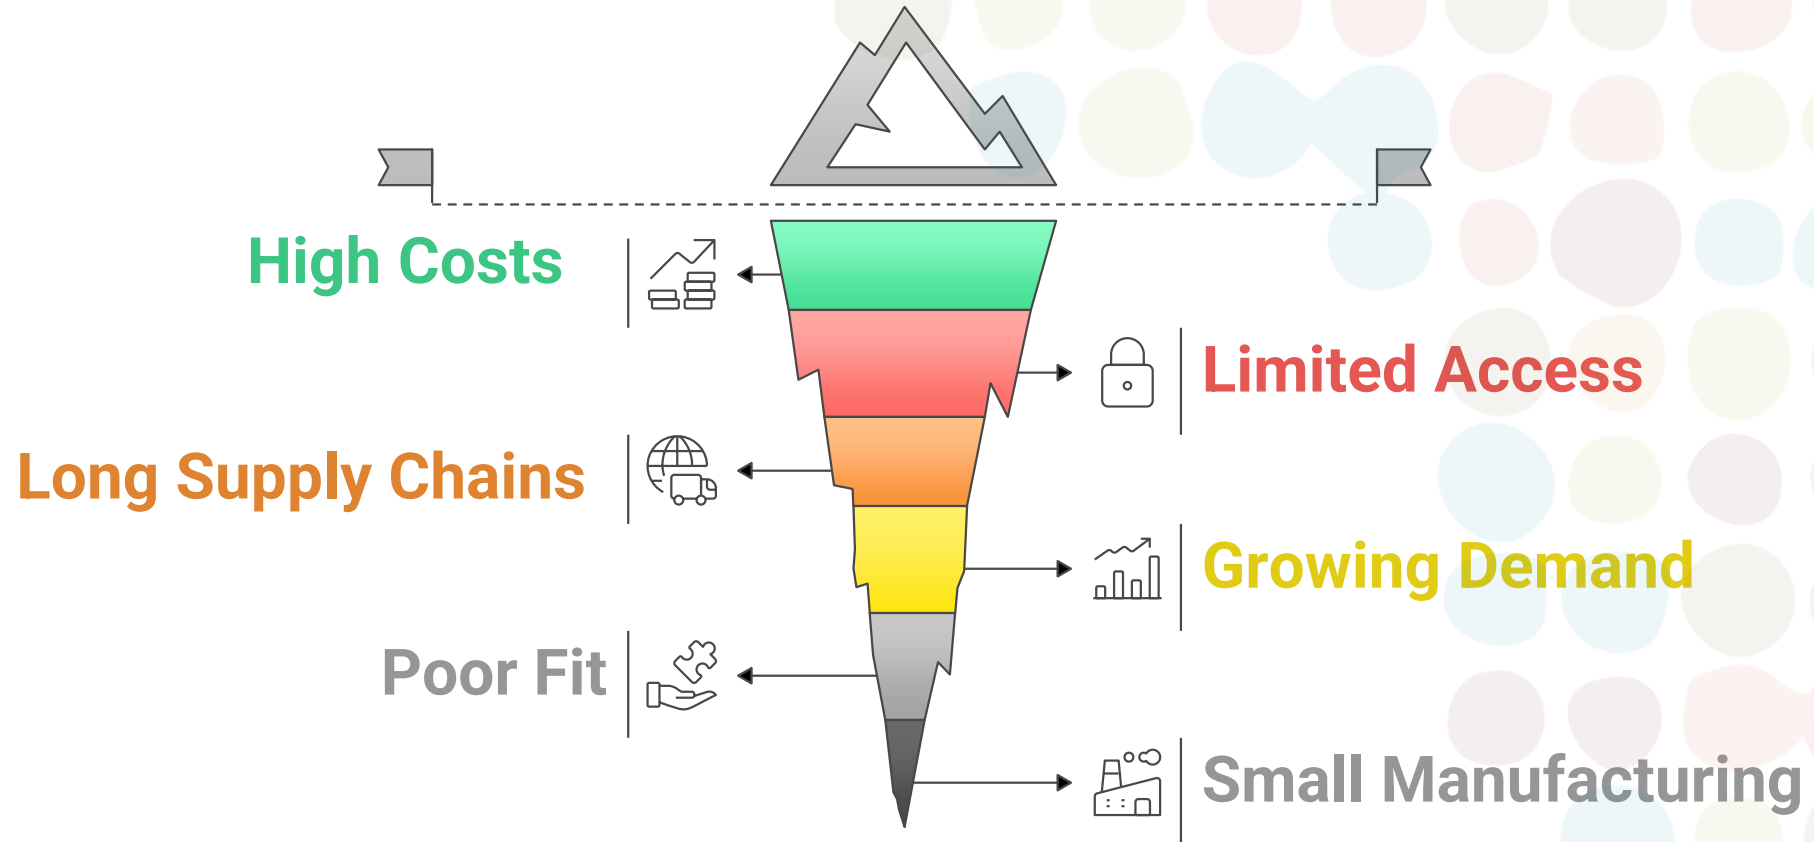 High Costs
Limited Access
Long Supply Chains
Growing Demand
Poor Fit
Small Manufacturing